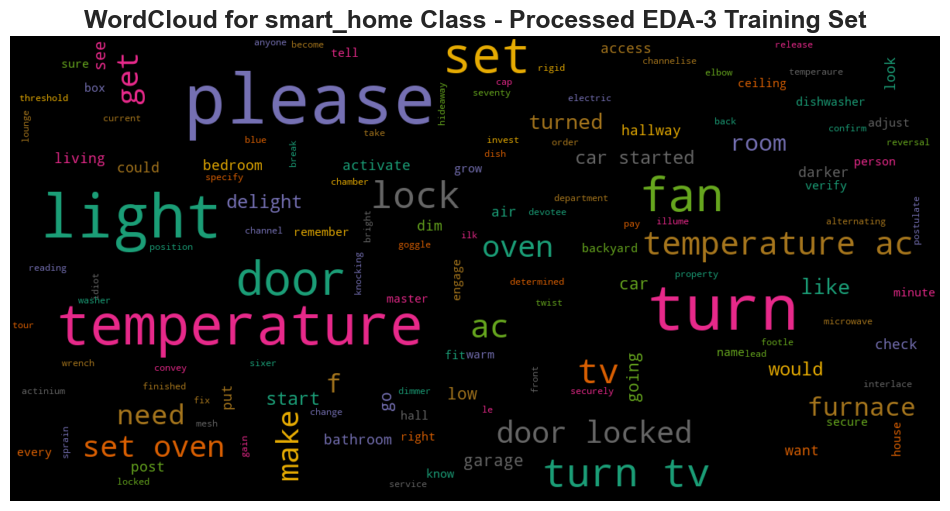 WordCloud for smart_home Class - Processed EDA-3 Training Set
anyone
become
release
see
tell
set
access
sure
get
channelise
elbow
look
rigid
temperaure
box
please
cap
seventy
ceiling
hideaway
threshold
electric
dishwasher
current
lounge
take
turned
hallway
back
confirm
adjust
blue
break
invest
order
room
reversal
living
could
bedroom
activate
grow
dish
car started
darker
person
specify
chamber
lock
fan
verify
light
delight
department
air
devotee
pay
illume
alternating
postulate
channel
remember
bright
dim
ilk
position
goggle
oven
backyard
temperature ac
reading
door
knocking
engage
determined
property
idiot
car
like
washer
master
twist
turn
minute
tour
temperature
ac
microwave
footle
fit
warm
name
lead
check
wrench
sixer
convey
tv
going
would
front
interlace
actinium
finished
f
dimmer
low
securely
put
start
go
fix
change
hall
le
furnace
need
mesh
make
door locked
secure
sprain
set oven
gain
bathroom
right
house
every
want
post
garage
know
turn tv
locked
service